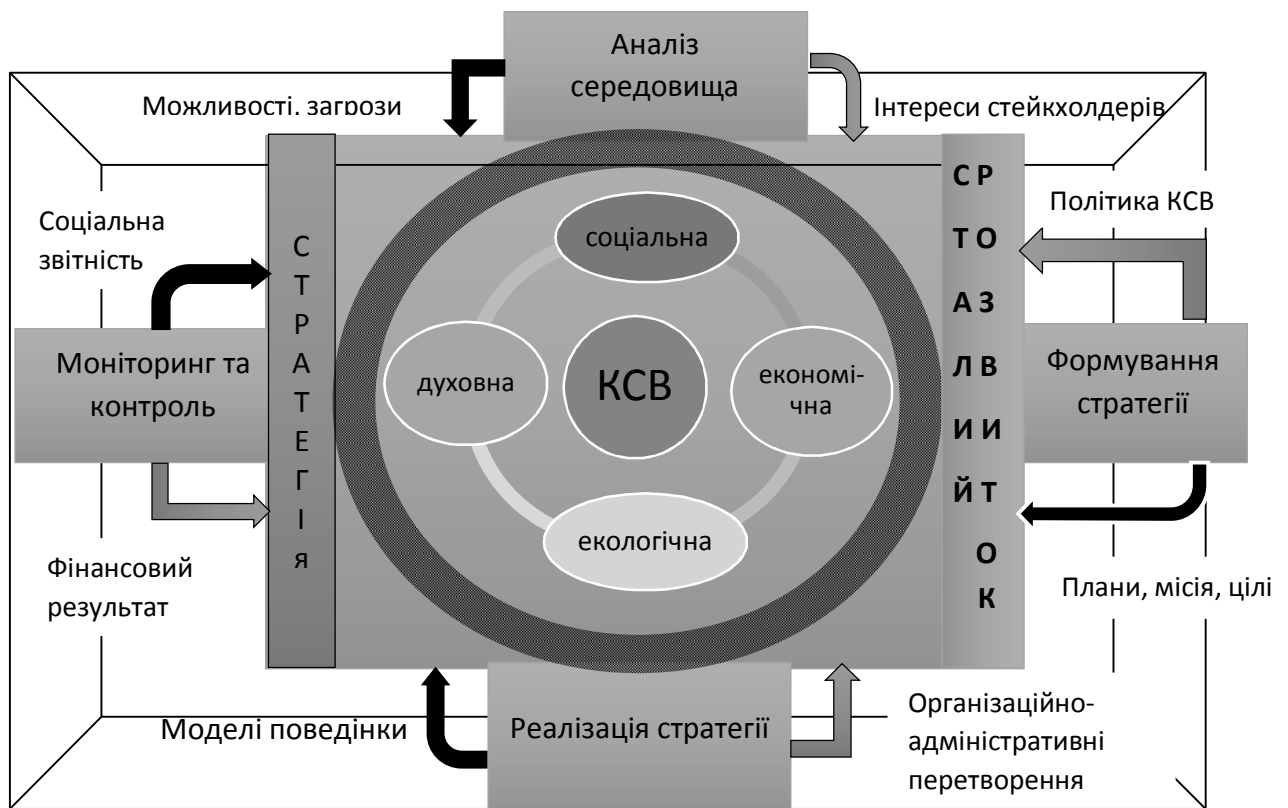 Аналіз
середовища
Можливості, загрози
Інтереси стейкхолдерів
Соціальна
звітність
Політика КСВ
С
Т
Р
А
Т
Е
Г
І
я
С Р
Т О
А З
Л В
И И
Й Т
О
К
соціальна
духовна
КСВ
економі-
чна
екологічна
Моніторинг та
контроль
Формування
стратегії
Фінансовий
результат
Плани, місія, цілі
Моделі поведінки
Реалізація стратегії
Організаційно-
адміністративні
перетворення